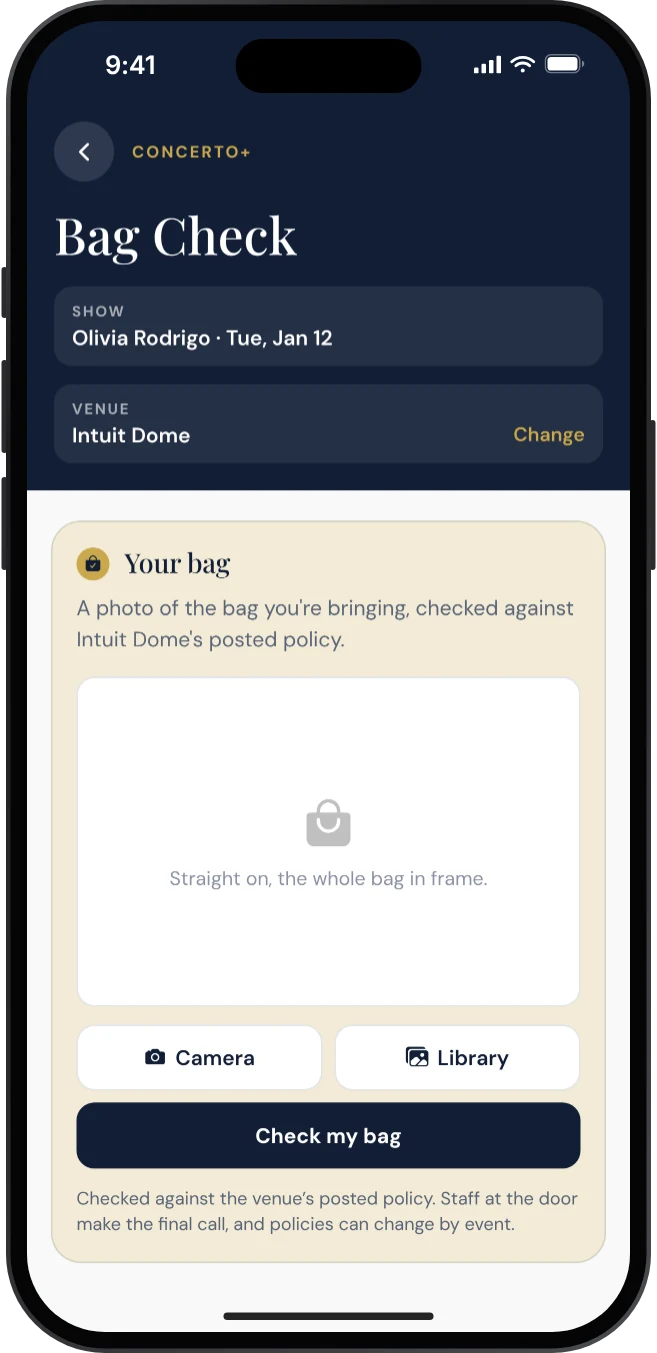 9:41
CONCERTO+
Bag Check
SHOW
Olivia Rodrigo · Tue, Jan 12
VENUE
Intuit Dome
Change
Your bag
A photo of the bag you're bringing, checked against
Intuit Dome's posted policy.
Straight on, the whole bag in frame.
Camera
Library
Check my bag
Checked against the venue’s posted policy. Staff at the door
make the final call, and policies can change by event.